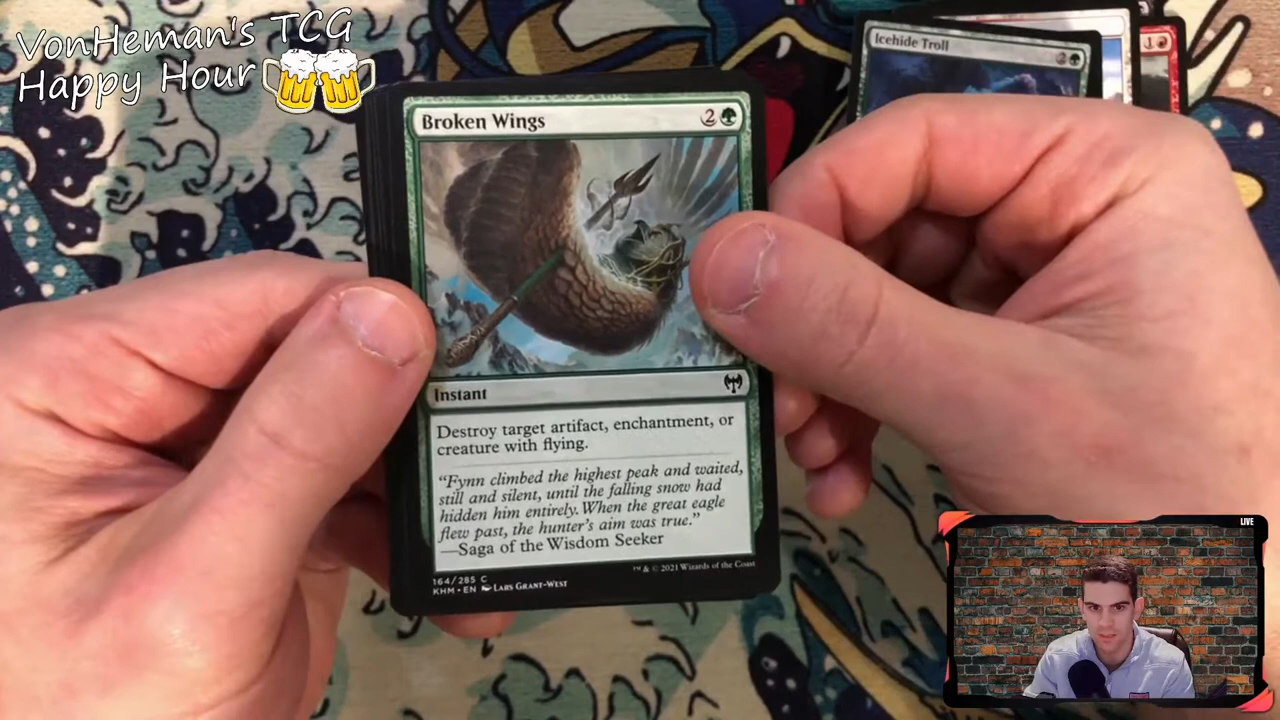 VonHeman's TCG
Happy Hour
Icehide Troll
2
1
Broken Wings
2
Instant
Destroy target artifact, enchantment, or
creature with flying.
"Fynn climbed the highest peak and waited,
still and silent, until the falling snow had
hidden him entirely. When the great eagle
flew past, the hunter's aim was true."
—Saga of the Wisdom Seeker
164/285 C
KHM • EN Lars Grant-West
™ & © 2021 Wizards of the Coast
LIVE